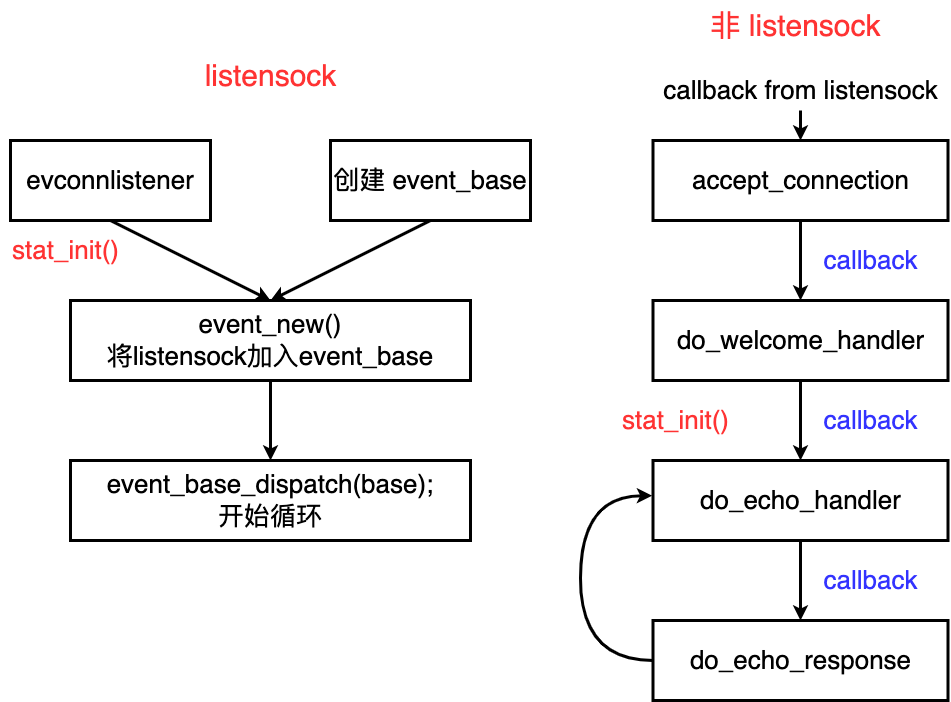 listensock
evconnlistener
创建 event_base
stat_init()
event_new()
将listensock加入event_base
event_base_dispatch(base);
开始循环
非 listensock
callback from listensock
accept_connection
callback
do_welcome_handler
stat_init()
callback
do_echo_handler
callback
do_echo_response